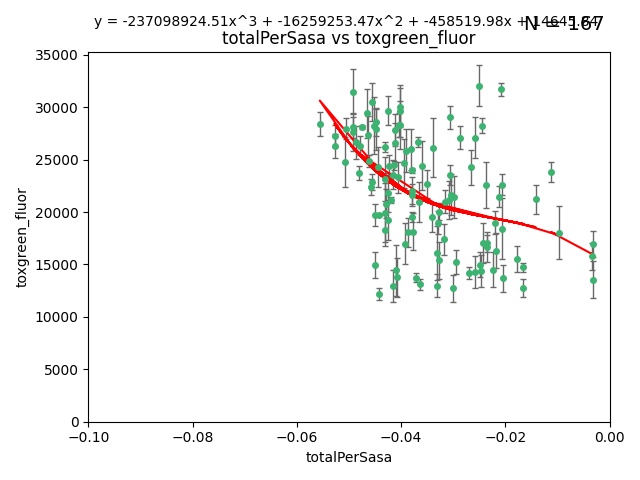 y = -237098924.51x^3 + -16259253.47x^2 + -458519.98x + 14645.64
N = 167
totalPerSasa vs toxgreen_fluor
35000
30000
25000
20000
15000
10000
5000
0
toxgreen_fluor
−0.10
−0.08
−0.06
−0.04
−0.02
0.00
totalPerSasa